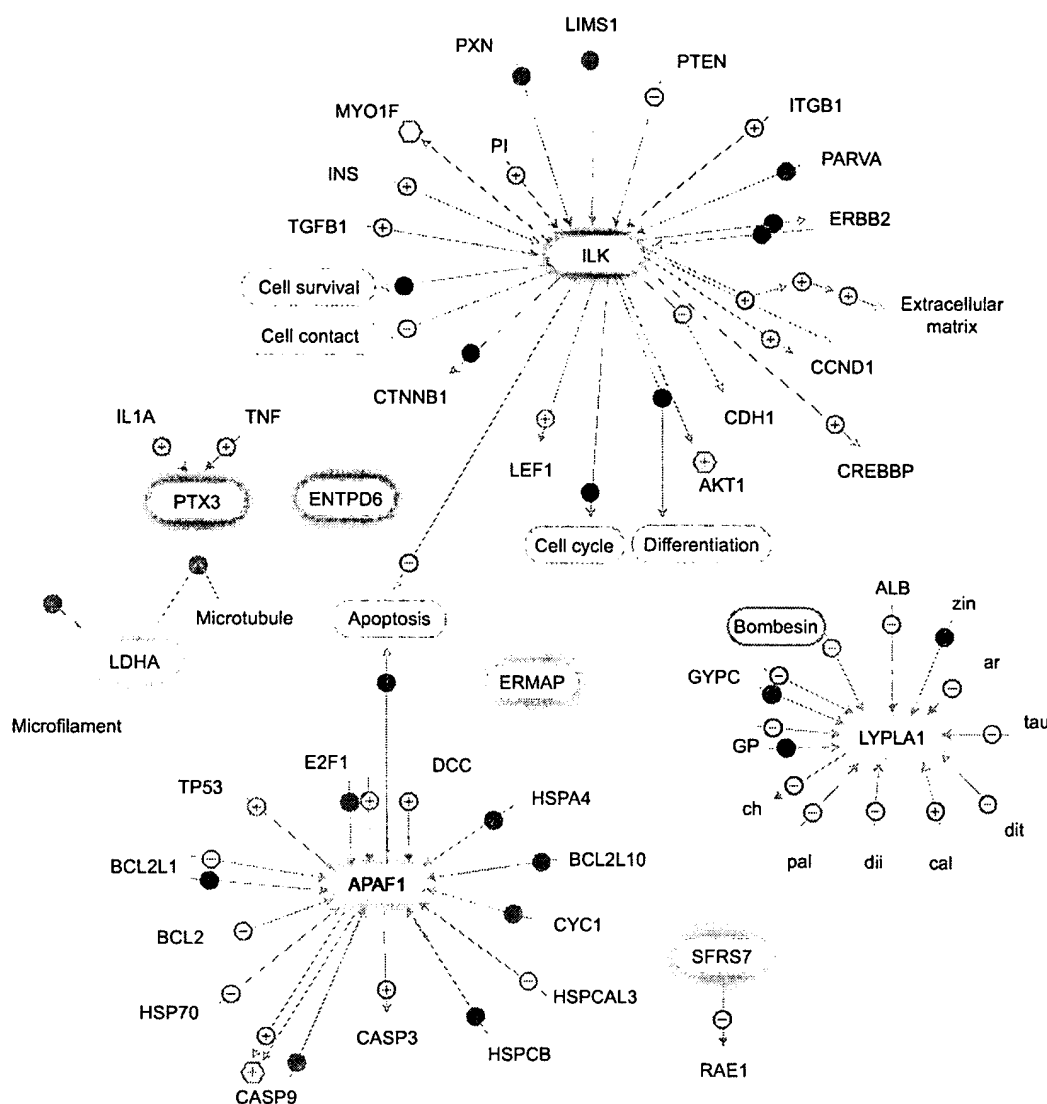 LIMS1
PXN
PTEN
MYO1F
ITGB1
PI
INS
PARVA
TGFB1
ERBB2
ILK
Cell survival
Cell contact
Extracellular
matrix
CCND1
CTNNB1
CDH1
IL1A
TNF
LEF1
AKT1
CREBBP
PTX3
ENTPD6
Cell cycle
Differentiation
Microtubule
Apoptosis
ALB
zin
Bombesin
LDHA
ERMAP
GYPC
ar
Microfilament
LYPLA1
tau
GP
E2F1
DCC
TP53
HSPA4
ch
dit
pal
dii
cal
BCL2L1
BCL2L10
APAF1
BCL2
CYC1
SFRS7
HSP70
HSPCAL3
CASP3
HSPCB
RAE1
CASP9